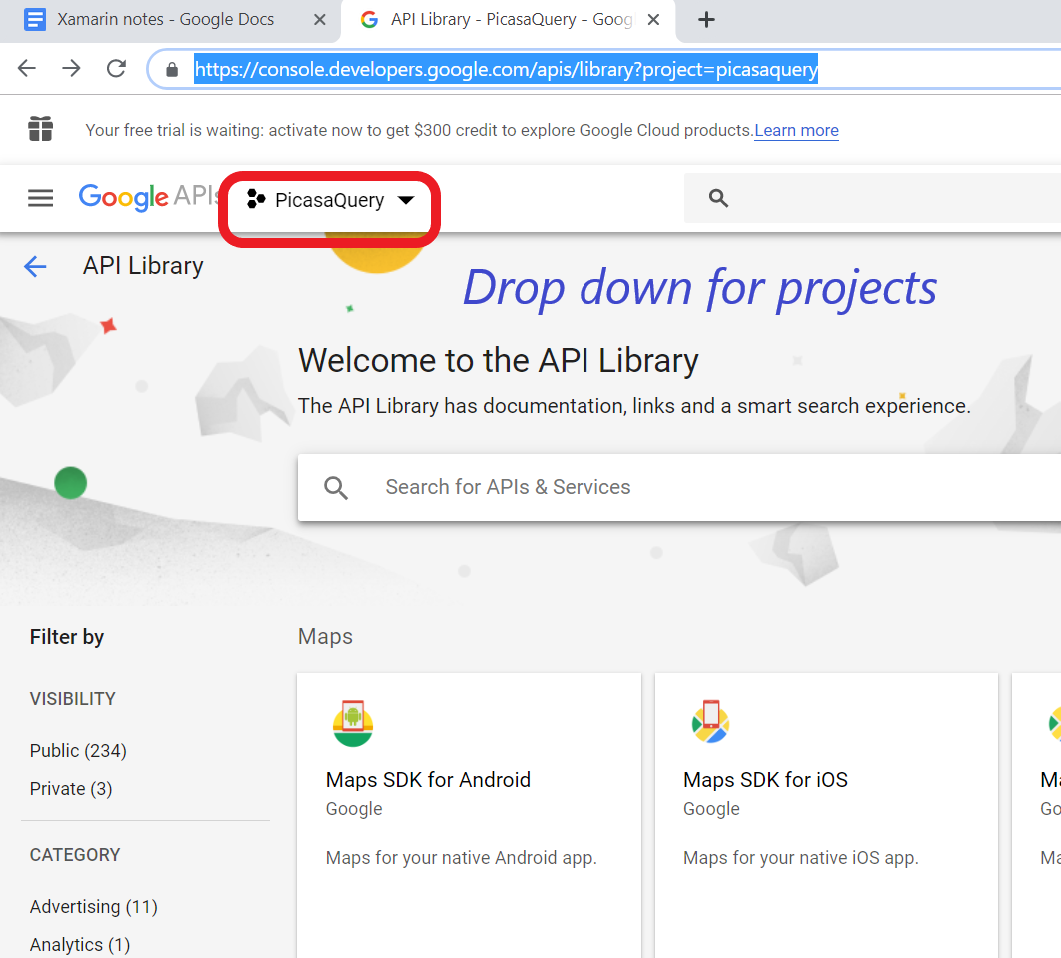 Xamarin notes - Google Docs
API Library - PicasaQuery - Goog
https://console.developers.google.com/apis/library?project=picasaquery
Your free trial is waiting: activate now to get $300 credit to explore Google Cloud products. Learn more
Google APIs
PicasaQuery
API Library
Drop down for projects
Welcome to the API Library
The API Library has documentation, links and a smart search experience.
Search for APIs & Services
Filter by
VISIBILITY
Public (234)
Private (3)
CATEGORY
Advertising (11)
Analytics (1)
Maps
Maps SDK for Android
Google
Maps for your native Android app.
Maps SDK for iOS
Google
Maps for your native iOS app.